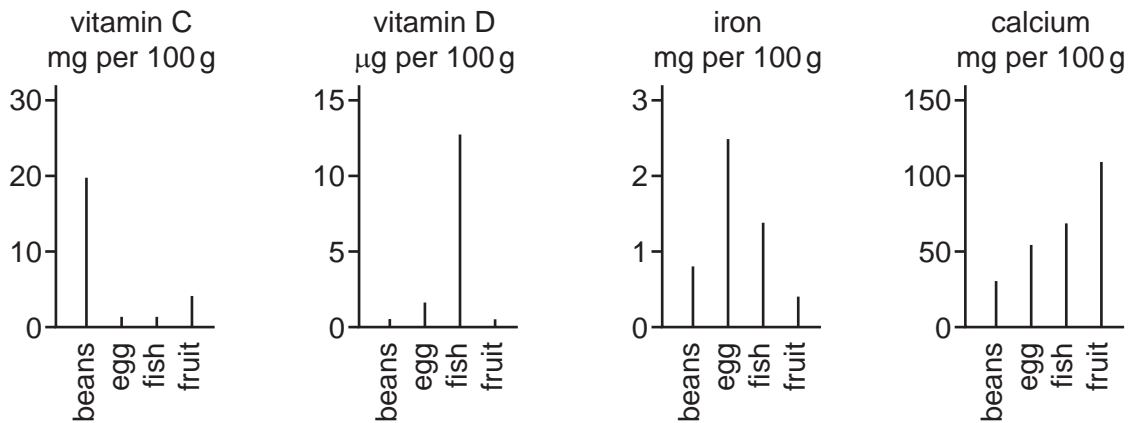 vitamin C
mg per 100 g
30
20
10
0
beans
egg
fish
fruit
vitamin D
μg per 100 g
15
10
5
0
beans
egg
fish
fruit
iron
mg per 100 g
3
2
1
0
beans
egg
fish
fruit
calcium
mg per 100 g
150
100
50
0
beans
egg
fish
fruit